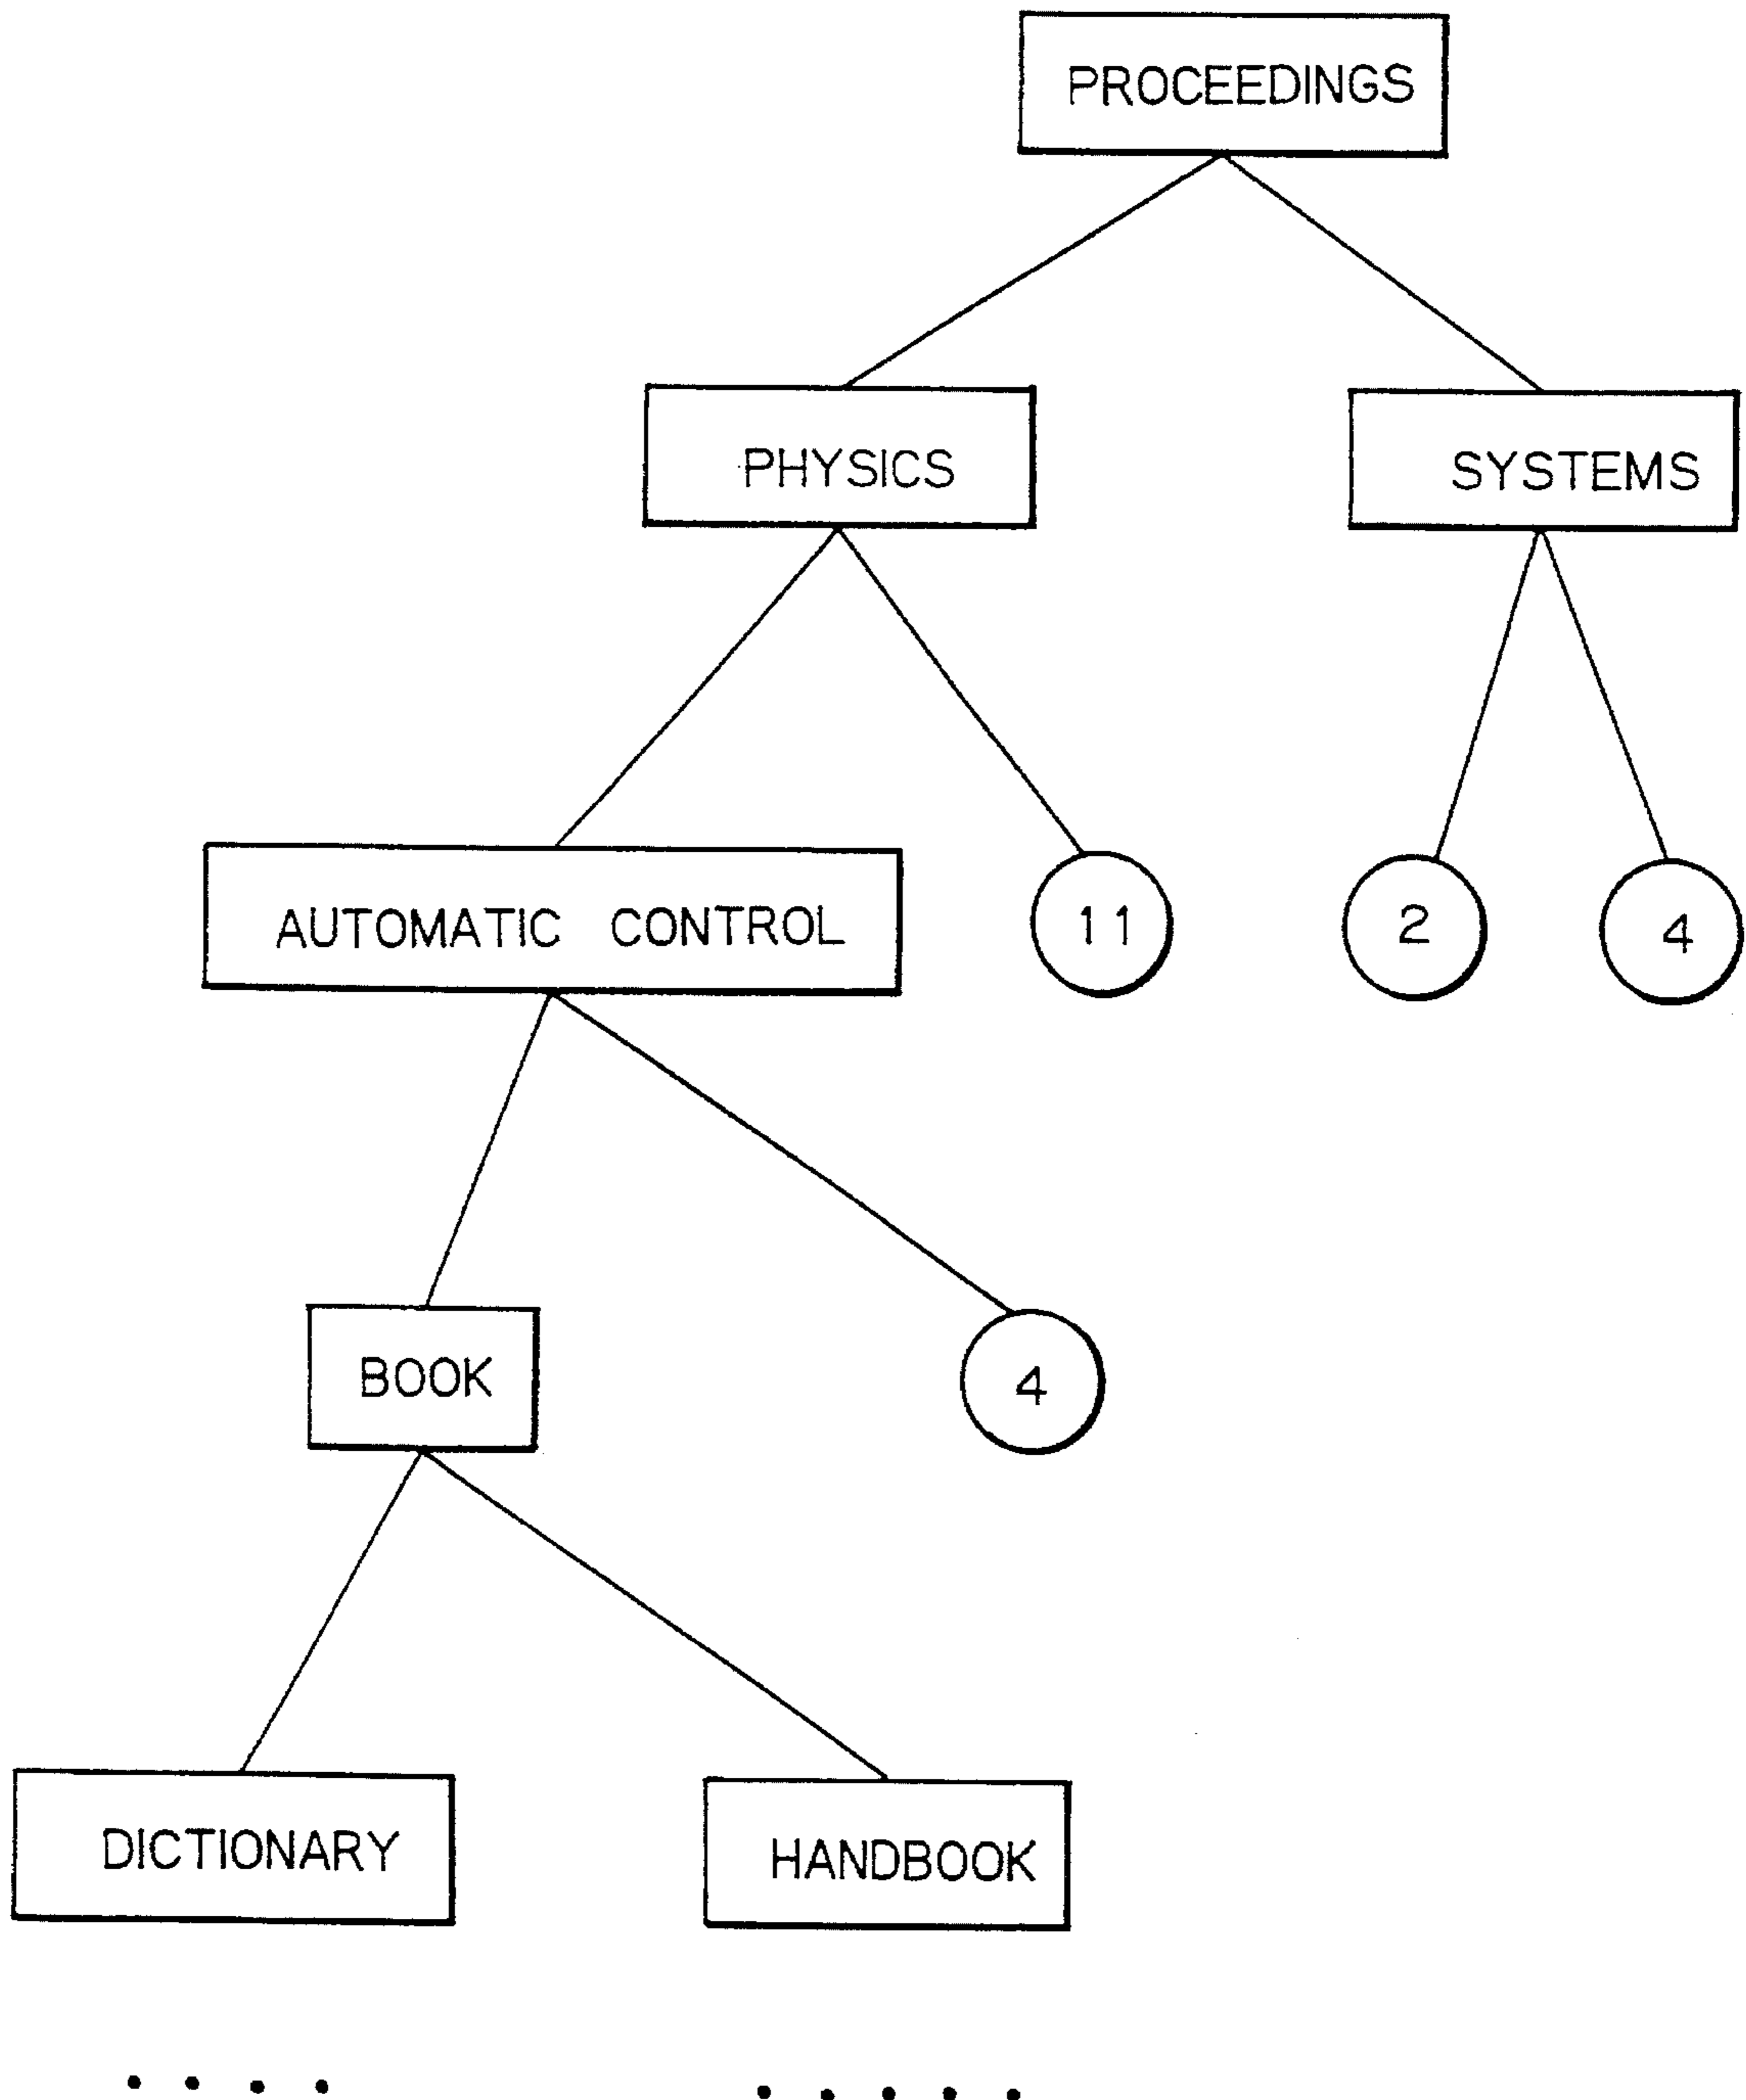 PROCEEDINGS
PHYSICS
SYSTEMS
AUTOMATIC CONTROL
11
2
4
BOOK
4
DICTIONARY
HANDBOOK